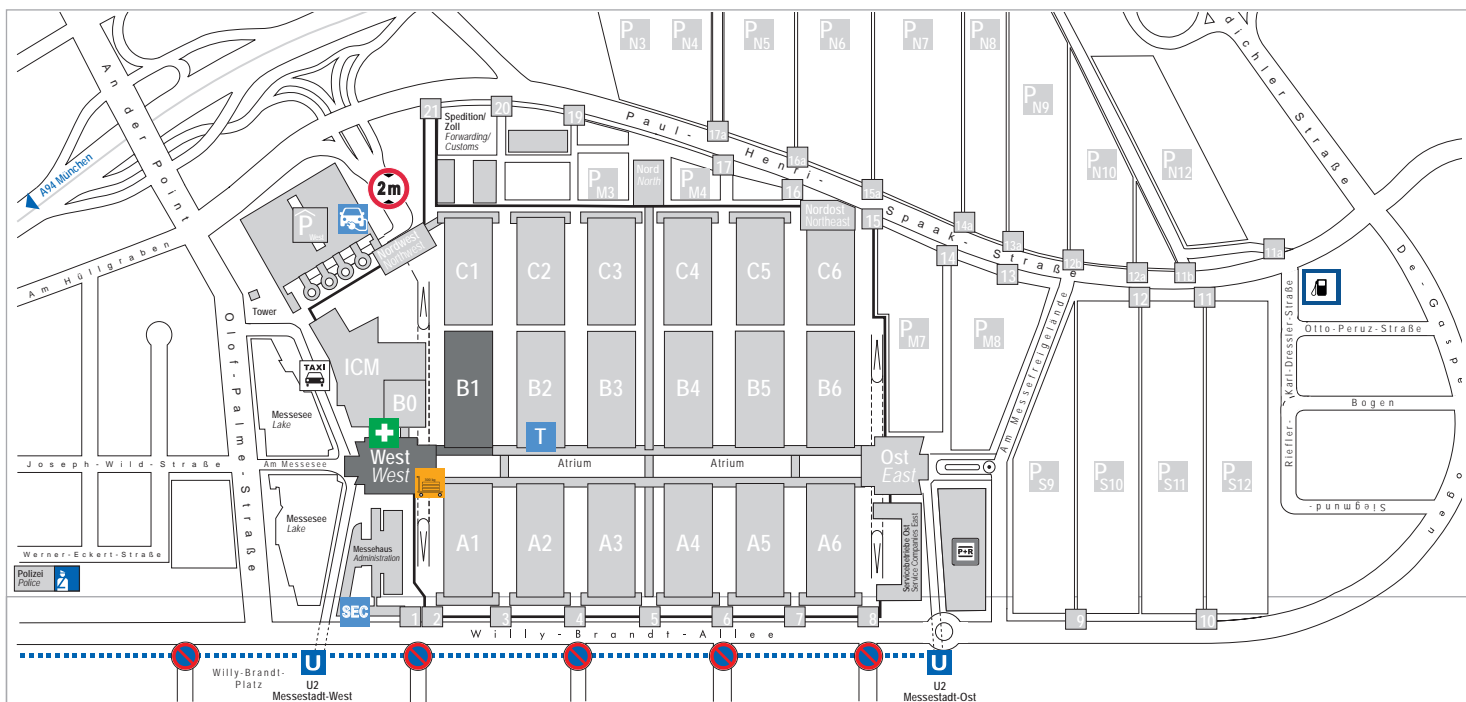 P N3
P N4
P N5
P N6
P N7
P N8
P N9
P N10
P N12
An der Point
A94 München
Am Hüllgraben
dichler Straße
De-Gaspe
ogen
Paul-Henri-Spaak-Straße
21
20
19
17a
17
16a
16
15a
15
14a
14
13a
13
12b
12a
12
11b
11
11a
Spedition/
Zoll
Forwarding/
Customs
P M3
Nord
North
P M4
Nordost
Northeast
2m
P West
Nordwest
Northwest
Tower
C1
C2
C3
C4
C5
C6
P M7
P M8
Am Messefreigelände
Riefler-
Karl-Dressler-Straße
Otto-Peruz-Straße
Bogen
Siegmund-
Olof-Palme-Straße
ICM
TAXI
B0
B1
B2
B3
B4
B5
B6
Messesee
Lake
T
West
West
Atrium
Atrium
Ost
East
Joseph-Wild-Straße
Am Messesee
P S9
P S10
P S11
P S12
Messesee
Lake
Messehaus
Administration
A1
A2
A3
A4
A5
A6
Servicebetriebe Ost
Service Companies East
P+R
Werner-Eckert-Straße
Polizei
Police
SEC
1
2
3
4
5
6
7
8
9
10
Willy-Brandt-Allee
Willy-Brandt-
Platz
U
U2
Messestadt-West
U
U2
Messestadt-Ost